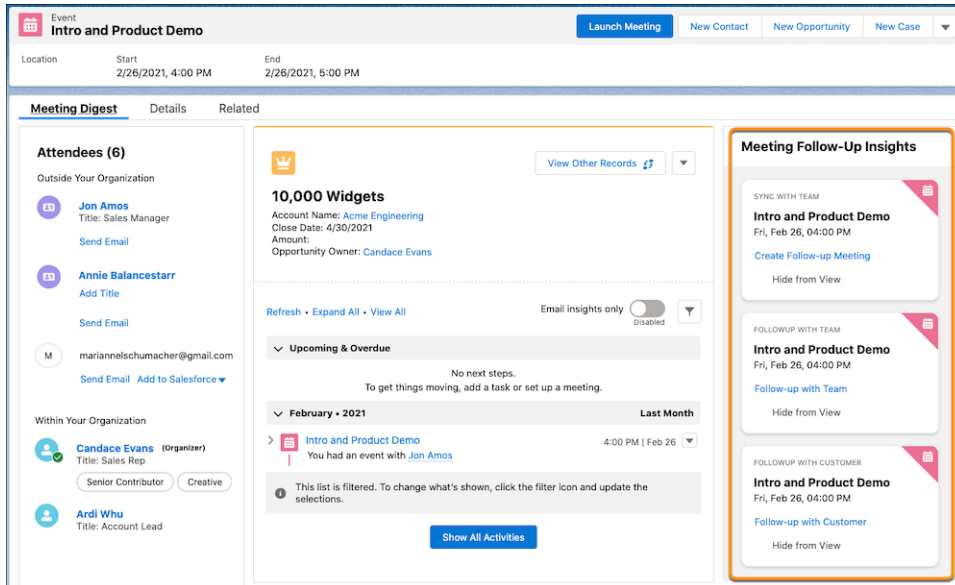 Event
Intro and Product Demo
Launch Meeting
New Contact
New Opportunity
New Case
Location
Start
End
2/26/2021, 4:00 PM
2/26/2021, 5:00 PM
Meeting Digest
Details
Related
Attendees (6)
Outside Your Organization
Jon Amos
Title: Sales Manager
Send Email
Annie Balancestarr
Add Title
Send Email
M
mariannelschumacher@gmail.com
Send Email Add to Salesforce
Within Your Organization
Candace Evans (Organizer)
Title: Sales Rep
Senior Contributor
Creative
Ardi Whu
Title: Account Lead
View Other Records
10,000 Widgets
Account Name: Acme Engineering
Close Date: 4/30/2021
Amount:
Opportunity Owner: Candace Evans
Refresh • Expand All • View All
Email insights only
Disabled
Upcoming & Overdue
No next steps.
To get things moving, add a task or set up a meeting.
February • 2021
Last Month
Intro and Product Demo
4:00 PM | Feb 26
You had an event with Jon Amos
This list is filtered. To change what's shown, click the filter icon and update the
selections.
Show All Activities
Meeting Follow-Up Insights
SYNC WITH TEAM
Intro and Product Demo
Fri, Feb 26, 04:00 PM
Create Follow-up Meeting
Hide from View
FOLLOWUP WITH TEAM
Intro and Product Demo
Fri, Feb 26, 04:00 PM
Follow-up with Team
Hide from View
FOLLOWUP WITH CUSTOMER
Intro and Product Demo
Fri, Feb 26, 04:00 PM
Follow-up with Customer
Hide from View